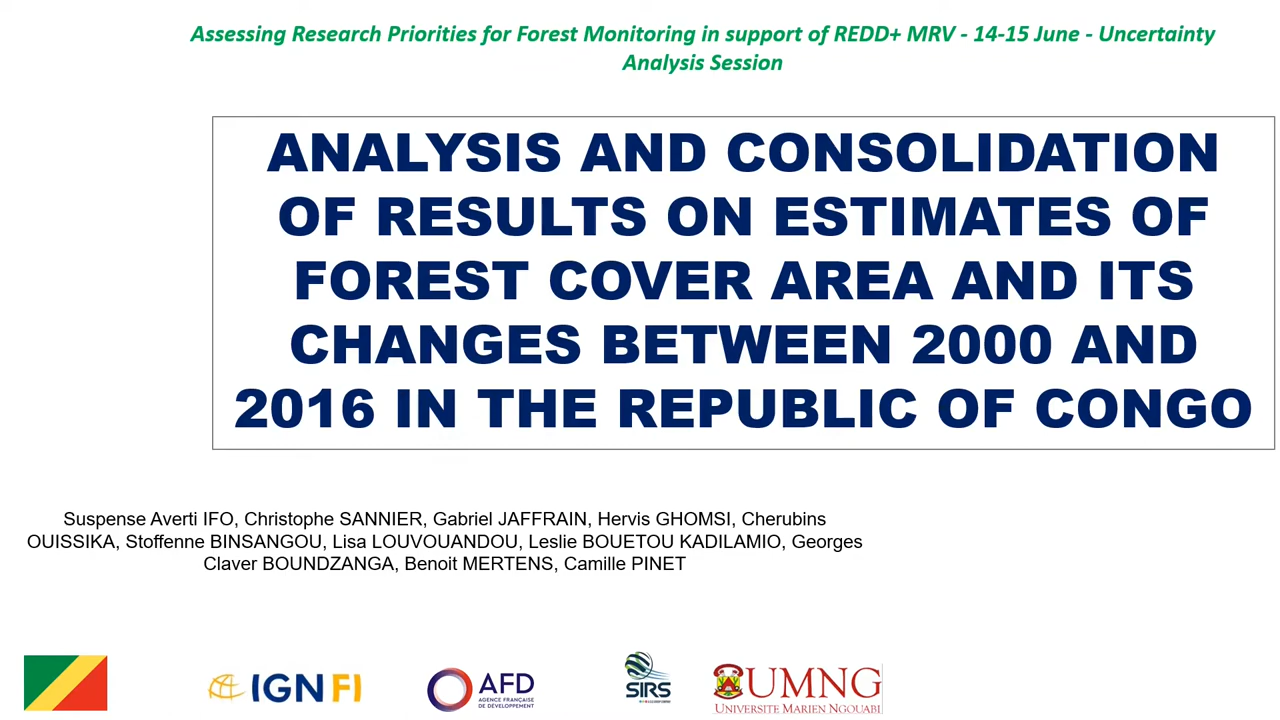 Assessing Research Priorities for Forest Monitoring in support of REDD+ MRV - 14-15 June - Uncertainty
Analysis Session
ANALYSIS AND CONSOLIDATION
OF RESULTS ON ESTIMATES OF
FOREST COVER AREA AND ITS
CHANGES BETWEEN 2000 AND
2016 IN THE REPUBLIC OF CONGO
Suspense Averti IFO, Christophe SANNIER, Gabriel JAFFRAIN, Hervis GHOMSI, Cherubins
OUISSIKA, Stoffenne BINSANGOU, Lisa LOUVOUANDOU, Leslie BOUETOU KADILAMIO, Georges
Claver BOUNDZANGA, Benoit MERTENS, Camille PINET
IGN FI
AFD
AGENCE FRANÇAISE
DE DÉVELOPPEMENT
SIRS
UMNG
UNIVERSITE MARIEN NGOUABI